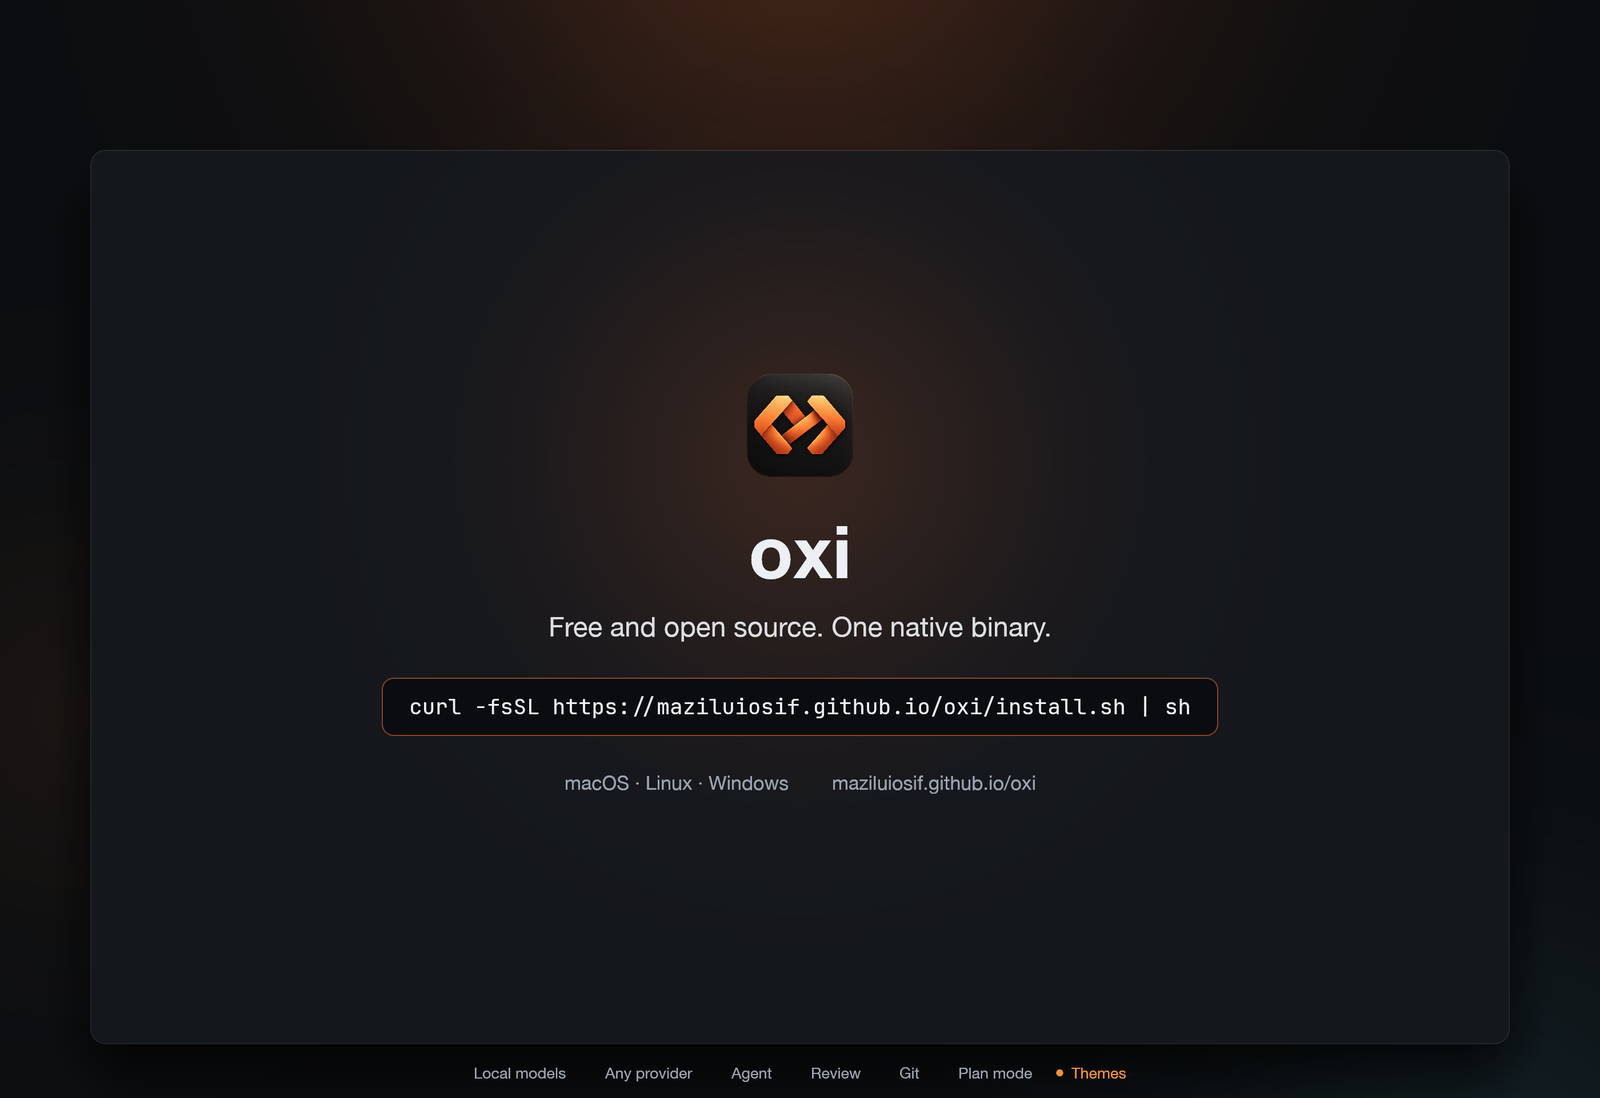 oxi
Free and open source. One native binary.
curl -fsSL https://maziluiosif.github.io/oxi/install.sh | sh
macOS · Linux · Windows maziluiosif.github.io/oxi
Local models Any provider Agent Review Git Plan mode Themes